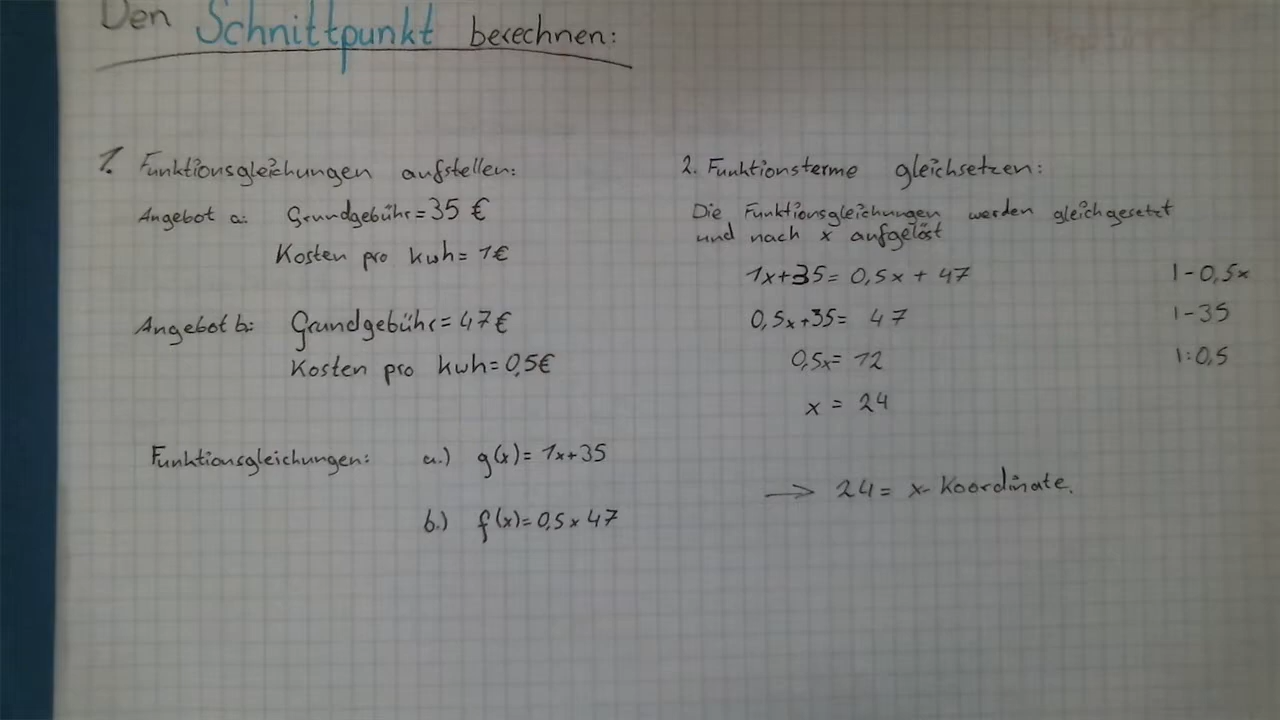 Den Schnittpunkt berechnen:
1. Funktionsgleichungen aufstellen:
Angebot a: Grundgebühr = 35 €
Kosten pro kwh = 1€
Angebot b: Grundgebühr = 47€
Kosten pro kwh = 0,5€
Funktionsgleichungen: a.) g(x) = 1x+35
b.) f(x) = 0,5x 47
2. Funktionsterme gleichsetzen:
Die Funktionsgleichungen werden gleichgesetzt
und nach x aufgelöst
1x+35 = 0,5x + 47 |-0,5x
0,5x+35 = 47 |-35
0,5x = 12 |:0,5
x = 24
→ 24 = x-Koordinate.